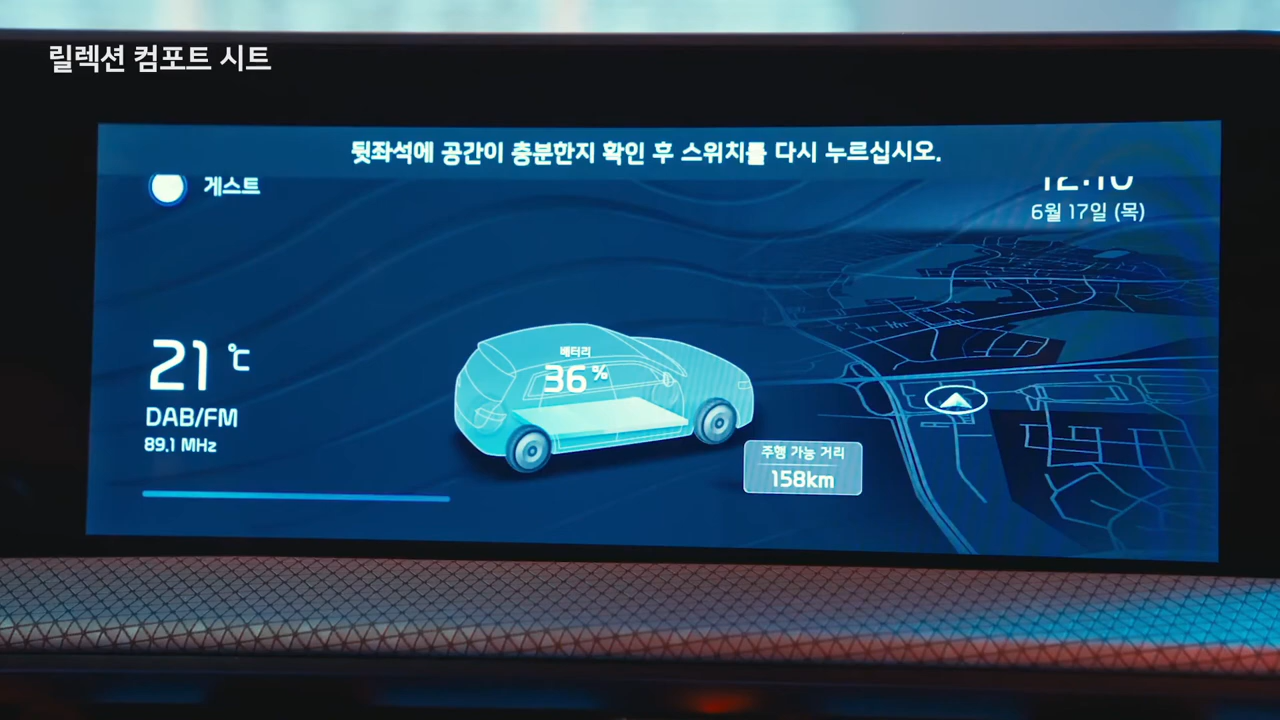 릴렉션 컴포트 시트
뒷좌석에 공간이 충분한지 확인 후 스위치를 다시 누르십시오.
게스트
12:10
6월 17일 (목)
21 ℃
DAB/FM
89.1 MHz
배터리
36%
주행 가능 거리
158km